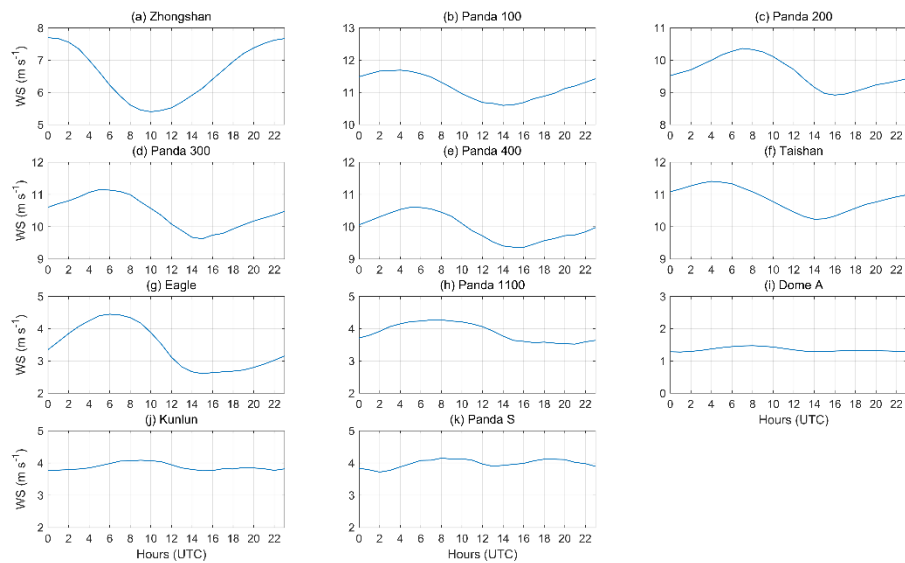 (a) Zhongshan
(b) Panda 100
(c) Panda 200
8
7
6
5
WS (m s-1)
0 2 4 6 8 10 12 14 16 18 20 22
13
12
11
10
0 2 4 6 8 10 12 14 16 18 20 22
11
10
9
8
0 2 4 6 8 10 12 14 16 18 20 22
(d) Panda 300
(e) Panda 400
(f) Taishan
12
11
10
9
WS (m s-1)
0 2 4 6 8 10 12 14 16 18 20 22
12
11
10
9
0 2 4 6 8 10 12 14 16 18 20 22
12
11
10
9
0 2 4 6 8 10 12 14 16 18 20 22
(g) Eagle
(h) Panda 1100
(i) Dome A
5
4
3
2
WS (m s-1)
0 2 4 6 8 10 12 14 16 18 20 22
5
4
3
2
0 2 4 6 8 10 12 14 16 18 20 22
3
2
1
0
0 2 4 6 8 10 12 14 16 18 20 22
Hours (UTC)
(j) Kunlun
(k) Panda S
5
4
3
2
WS (m s-1)
0 2 4 6 8 10 12 14 16 18 20 22
Hours (UTC)
5
4
3
2
0 2 4 6 8 10 12 14 16 18 20 22
Hours (UTC)